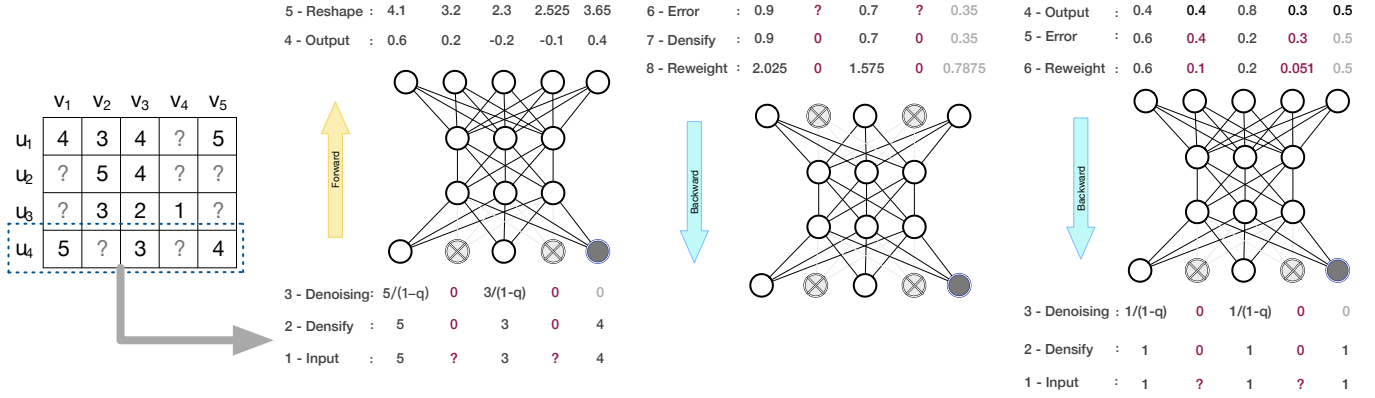 v1 v2 v3 v4 v5
u1 4 3 4 ? 5
u2 ? 5 4 ? ?
u3 ? 3 2 1 ?
u4 5 ? 3 ? 4
5 - Reshape : 4.1 3.2 2.3 2.525 3.65
4 - Output : 0.6 0.2 -0.2 -0.1 0.4
Forward
3 - Denoising: 5/(1–q) 0 3/(1-q) 0 0
2 - Densify : 5 0 3 0 4
1 - Input : 5 ? 3 ? 4
6 - Error : 0.9 ? 0.7 ? 0.35
7 - Densify : 0.9 0 0.7 0 0.35
8 - Reweight : 2.025 0 1.575 0 0.7875
Backward
4 - Output : 0.4 0.4 0.8 0.3 0.5
5 - Error : 0.6 0.4 0.2 0.3 0.5
6 - Reweight : 0.6 0.1 0.2 0.051 0.5
Backward
3 - Denoising : 1/(1-q) 0 1/(1-q) 0 0
2 - Densify : 1 0 1 0 1
1 - Input : 1 ? 1 ? 1